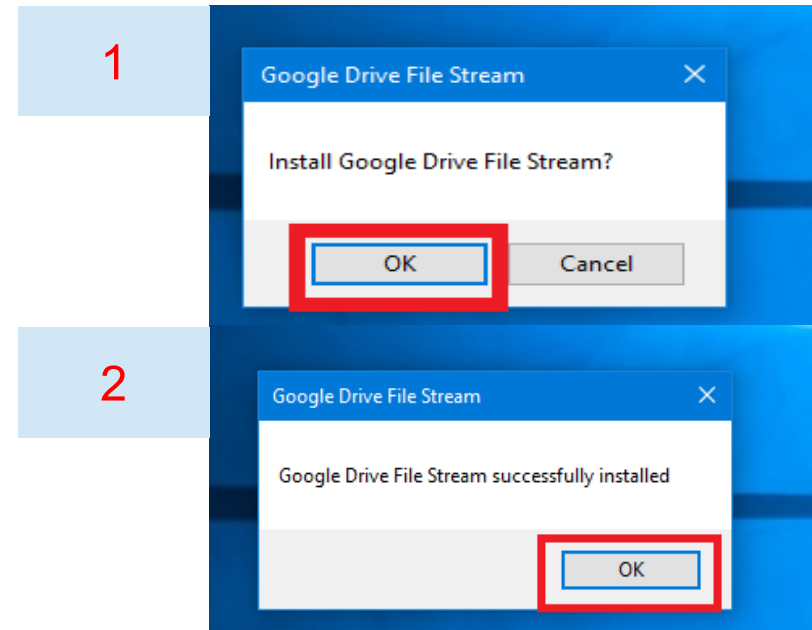 1
Google Drive File Stream
Install Google Drive File Stream?
OK Cancel
2
Google Drive File Stream
Google Drive File Stream successfully installed
OK